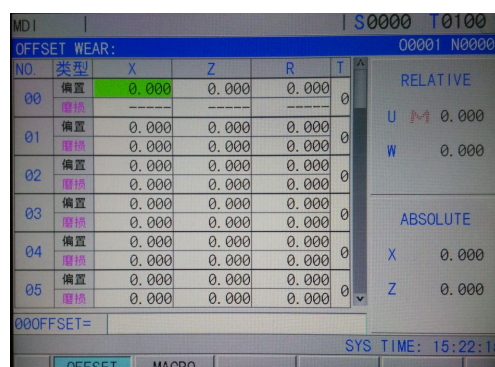 MDI S0000 T0100
OFFSET WEAR: O0001 N0000
NO. 类型 X Z R T
00 偏置 0.000 0.000 0.000 0
磨损 ----- ----- -----
01 偏置 0.000 0.000 0.000 0
磨损 0.000 0.000 0.000
02 偏置 0.000 0.000 0.000 0
磨损 0.000 0.000 0.000
03 偏置 0.000 0.000 0.000 0
磨损 0.000 0.000 0.000
04 偏置 0.000 0.000 0.000 0
磨损 0.000 0.000 0.000
05 偏置 0.000 0.000 0.000 0
磨损 0.000 0.000 0.000
RELATIVE
U 0.000
W 0.000
ABSOLUTE
X 0.000
Z 0.000
00OFFSET=
SYS TIME: 15:22:1
OFFSET MACRO